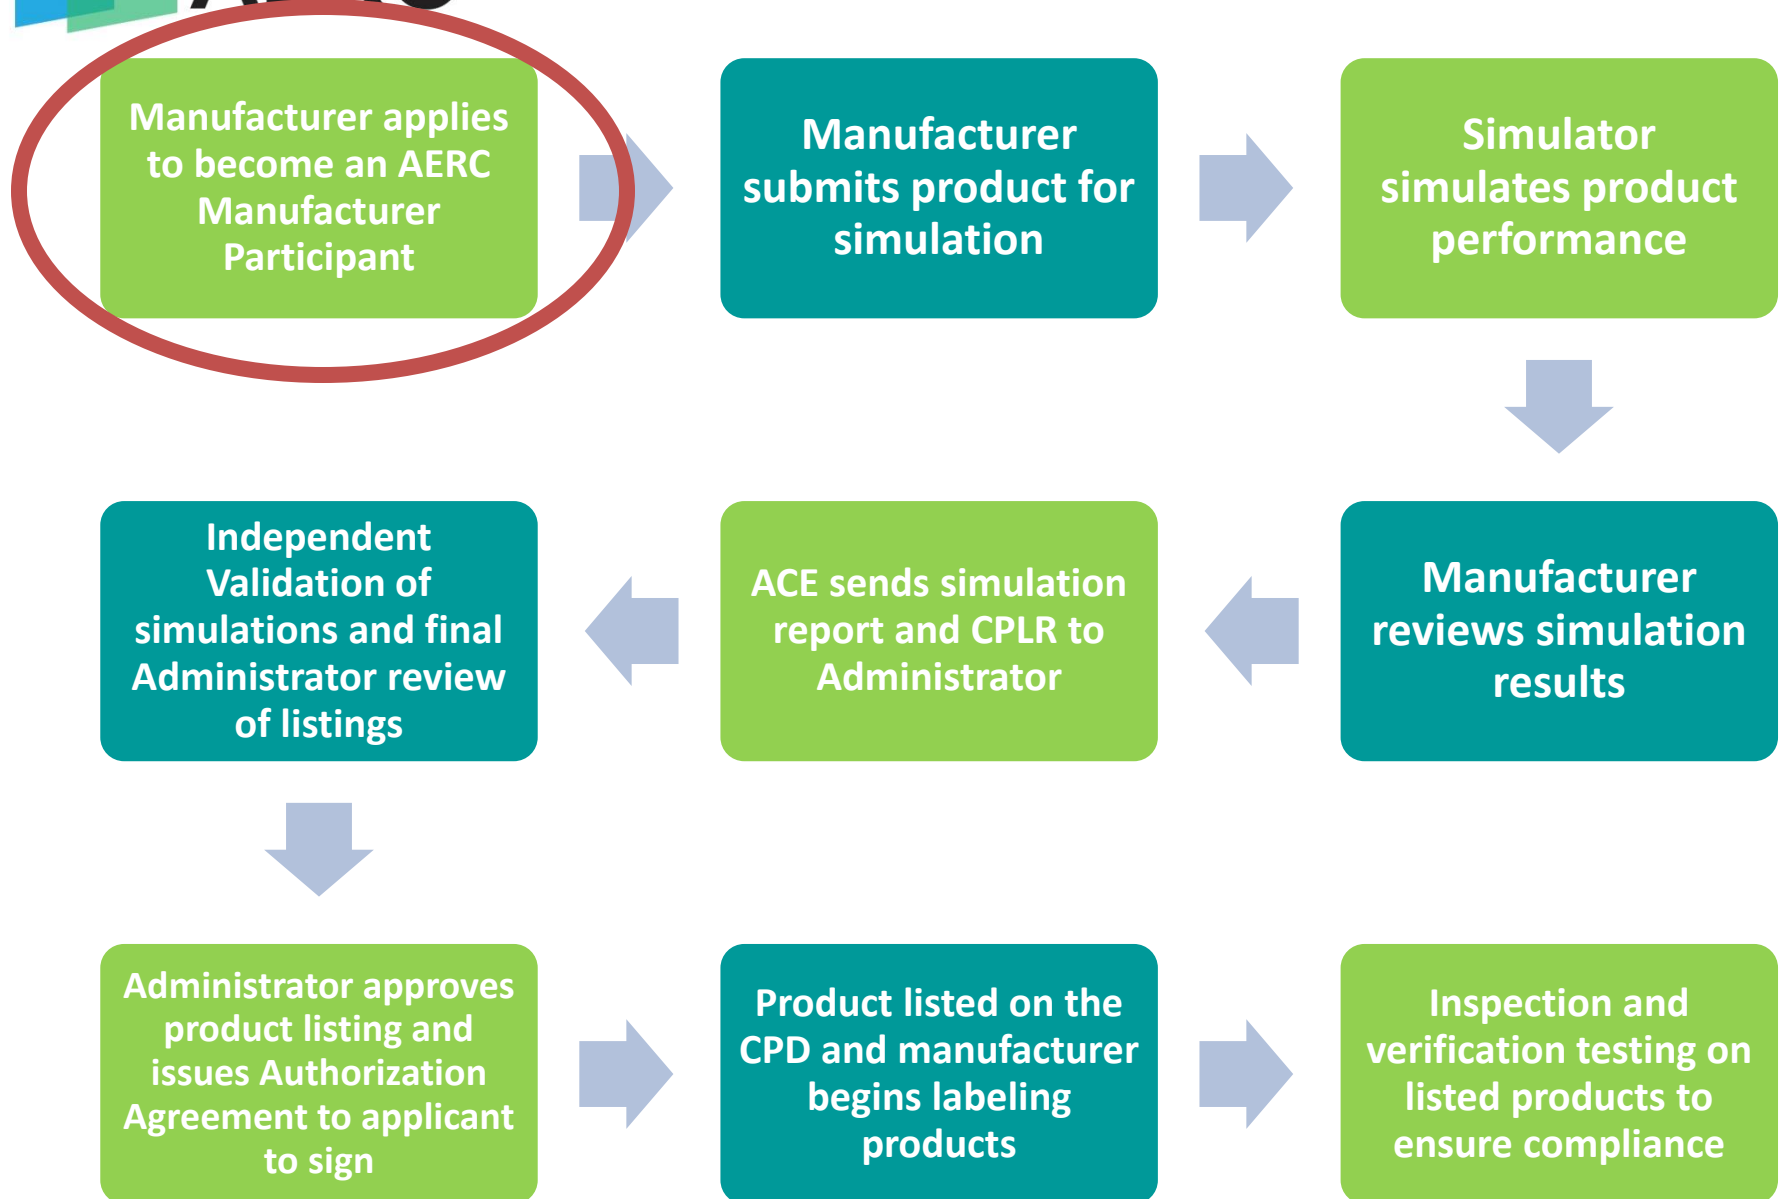 Manufacturer applies
to become an AERC
Manufacturer
Participant
Manufacturer
submits product for
simulation
Simulator
simulates product
performance
Manufacturer
reviews simulation
results
ACE sends simulation
report and CPLR to
Administrator
Independent
Validation of
simulations and final
Administrator review
of listings
Administrator approves
product listing and
issues Authorization
Agreement to applicant
to sign
Product listed on the
CPD and manufacturer
begins labeling
products
Inspection and
verification testing on
listed products to
ensure compliance